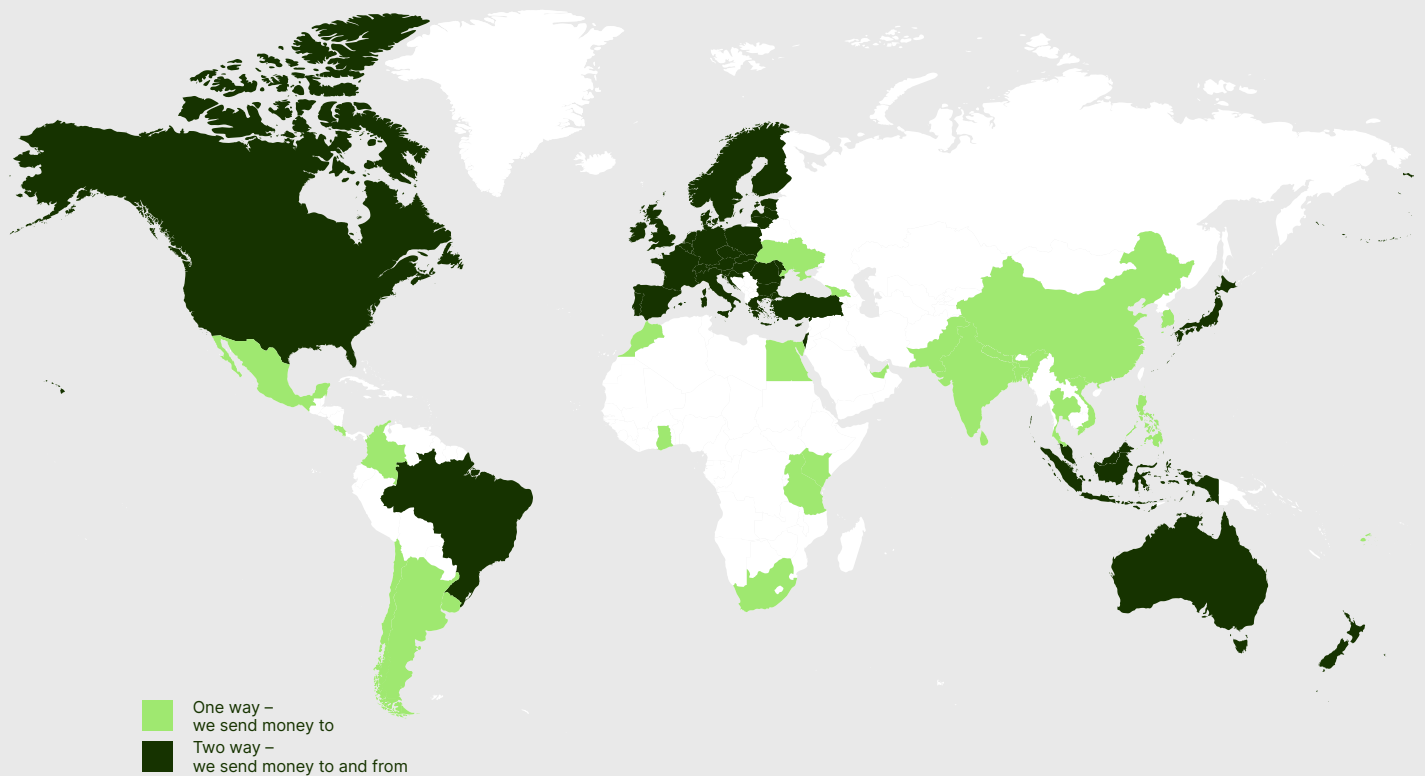 One way –
we send money to
Two way –
we send money to and from